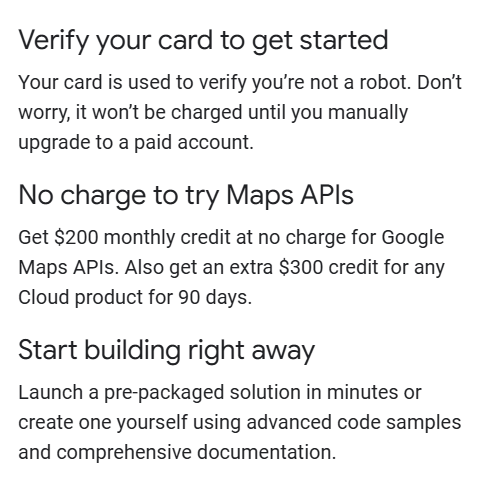 Verify your card to get started
Your card is used to verify you’re not a robot. Don’t
worry, it won’t be charged until you manually
upgrade to a paid account.
No charge to try Maps APIs
Get $200 monthly credit at no charge for Google
Maps APIs. Also get an extra $300 credit for any
Cloud product for 90 days.
Start building right away
Launch a pre-packaged solution in minutes or
create one yourself using advanced code samples
and comprehensive documentation.